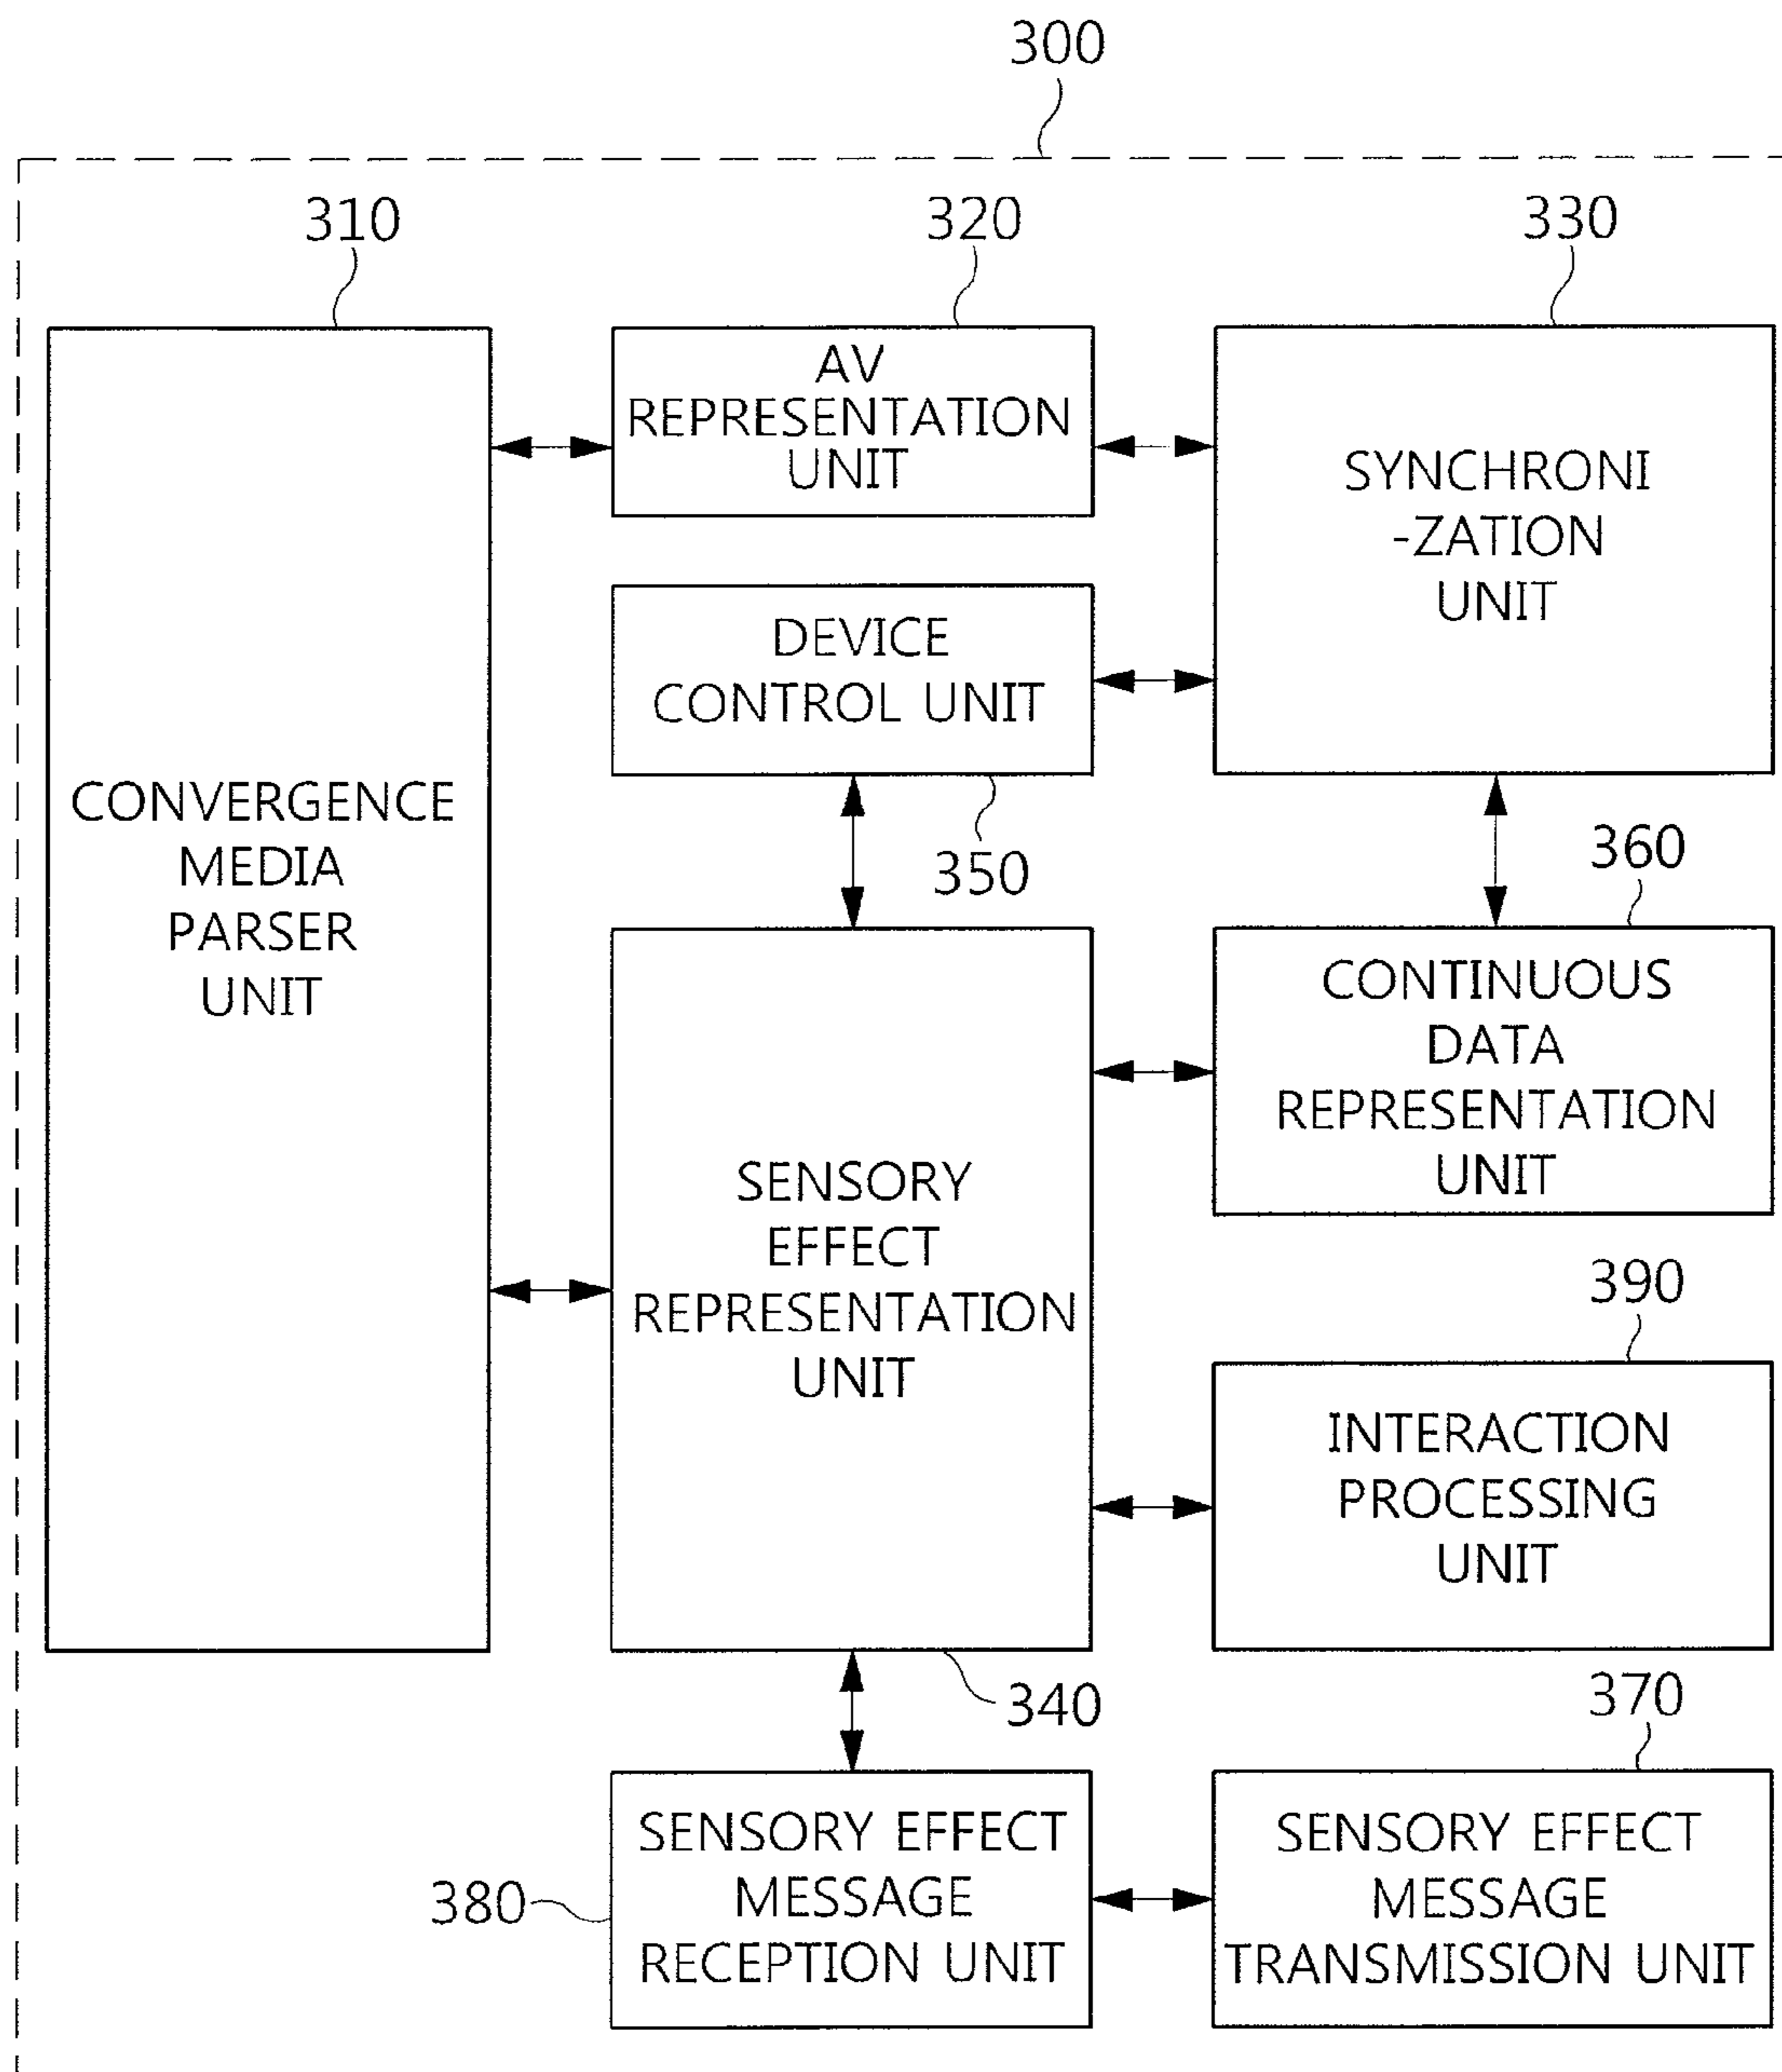 300
310
320
330
AV
REPRESENTATION
UNIT
SYNCHRONI
-ZATION
UNIT
DEVICE
CONTROL UNIT
350
360
CONVERGENCE
MEDIA
PARSER
UNIT
CONTINUOUS
DATA
REPRESENTATION
UNIT
SENSORY
EFFECT
REPRESENTATION
UNIT
390
INTERACTION
PROCESSING
UNIT
340
370
380
SENSORY EFFECT
MESSAGE
RECEPTION UNIT
SENSORY EFFECT
MESSAGE
TRANSMISSION UNIT